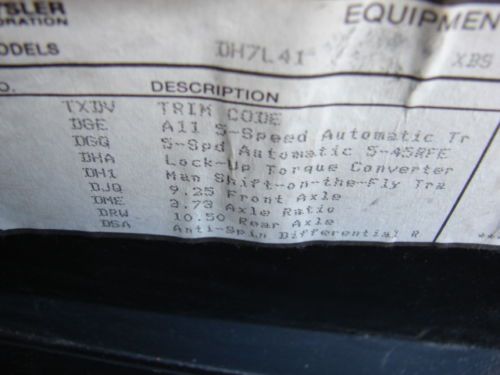 YSLER EQUIPMEN
RPORATION
MODELS DH7L41 XBS
O. DESCRIPTION
TXDV TRIM CODE
DGE All 5-Speed Automatic Tr
DGQ 5-Spd Automatic 5-45RFE
DHA Lock-Up Torque Converter
DH1 Man Shift-on-the-Fly Tra
DJQ 9.25 Front Axle
DME 3.73 Axle Ratio
DRW 10.50 Rear Axle
DSA Anti-Spin Differential R